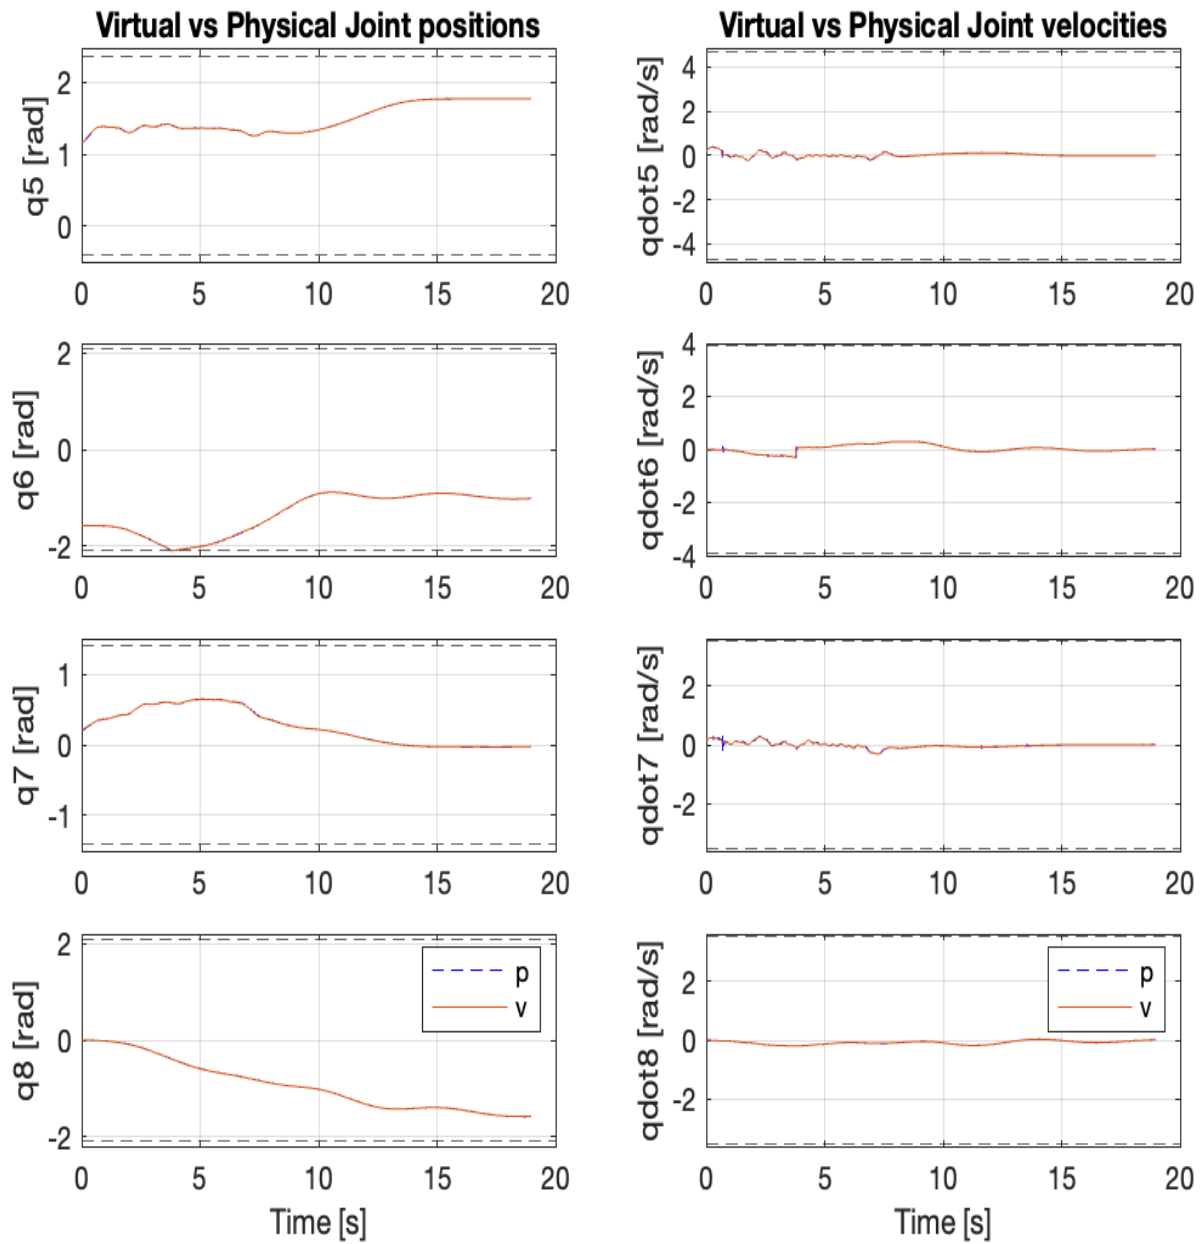 Virtual vs Physical Joint positions
q5 [rad]
2
1
0
0 5 10 15 20
Virtual vs Physical Joint velocities
qdot5 [rad/s]
4
2
0
-2
-4
0 5 10 15 20
q6 [rad]
2
0
-2
0 5 10 15 20
qdot6 [rad/s]
4
2
0
-2
-4
0 5 10 15 20
q7 [rad]
1
0
-1
0 5 10 15 20
qdot7 [rad/s]
2
0
-2
0 5 10 15 20
q8 [rad]
2
0
-2
p
v
0 5 10 15 20
Time [s]
qdot8 [rad/s]
2
0
-2
p
v
0 5 10 15 20
Time [s]